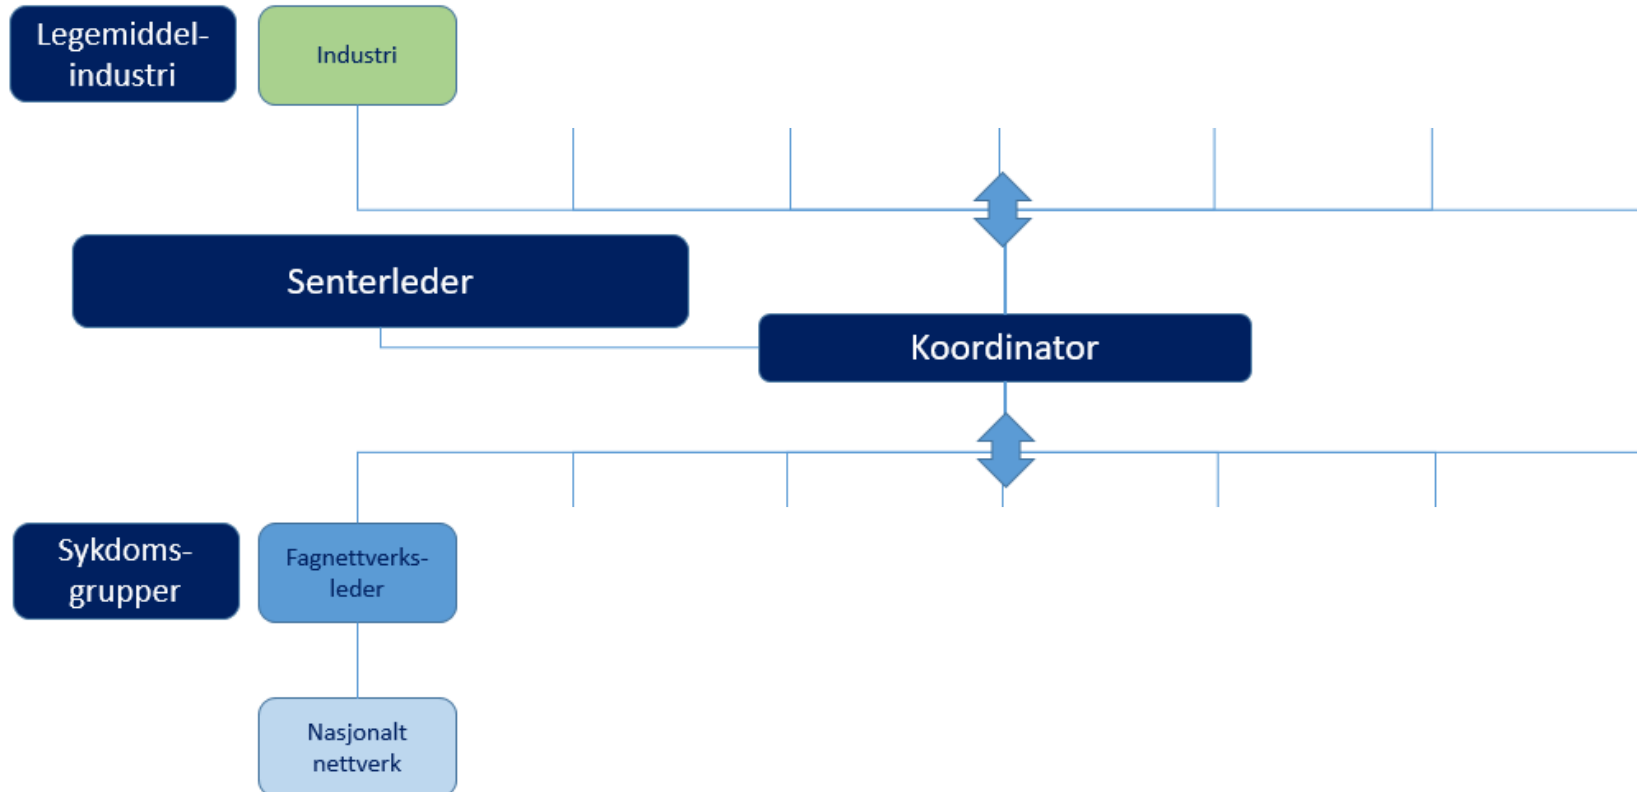 Legemiddel-
industri
Industri
Senterleder
Koordinator
Sykdoms-
grupper
Fagnettverks-
leder
Nasjonalt
nettverk